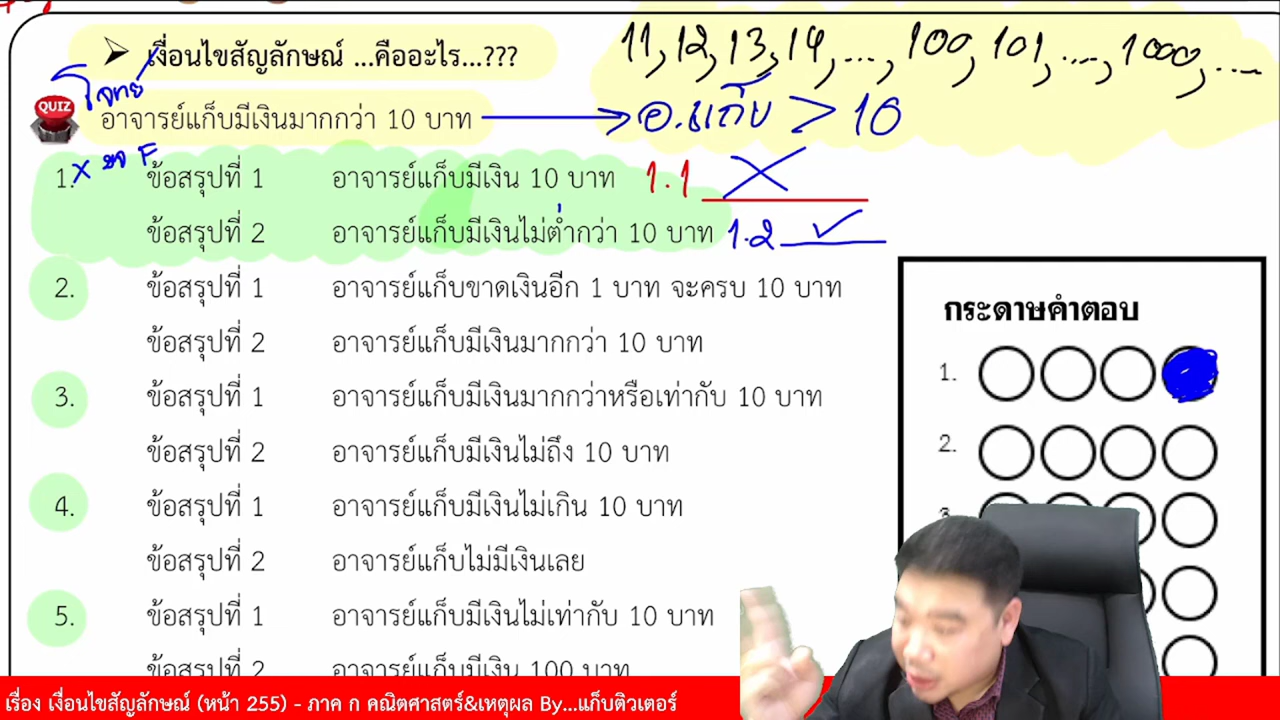 ➤ เงื่อนไขสัญลักษณ์ ...คืออะไร...???
11, 12, 13, 14, ..., 100, 101, ..., 1000, ...
โจทย์
QUIZ อาจารย์แก็บมีเงินมากกว่า 10 บาท → อ.แก็บ > 10
1. ข้อสรุปที่ 1 อาจารย์แก็บมีเงิน 10 บาท 1.1 X
ข้อสรุปที่ 2 อาจารย์แก็บมีเงินไม่ต่ำกว่า 10 บาท 1.2 ✓
2. ข้อสรุปที่ 1 อาจารย์แก็บขาดเงินอีก 1 บาท จะครบ 10 บาท
ข้อสรุปที่ 2 อาจารย์แก็บมีเงินมากกว่า 10 บาท
3. ข้อสรุปที่ 1 อาจารย์แก็บมีเงินมากกว่าหรือเท่ากับ 10 บาท
ข้อสรุปที่ 2 อาจารย์แก็บมีเงินไม่ถึง 10 บาท
4. ข้อสรุปที่ 1 อาจารย์แก็บมีเงินไม่เกิน 10 บาท
ข้อสรุปที่ 2 อาจารย์แก็บไม่มีเงินเลย
5. ข้อสรุปที่ 1 อาจารย์แก็บมีเงินไม่เท่ากับ 10 บาท
ข้อสรุปที่ 2 อาจารย์แก็บมีเงิน 100 บาท
กระดาษคำตอบ
1.
2.
3.
เรื่อง เงื่อนไขสัญลักษณ์ (หน้า 255) - ภาค ก คณิตศาสตร์&เหตุผล By...แก็บติวเตอร์